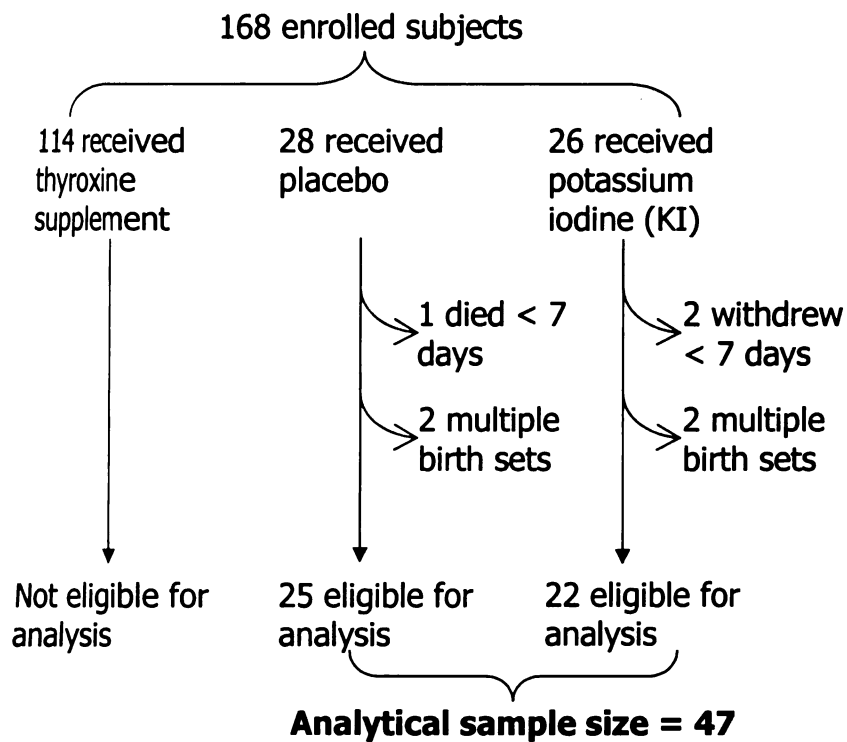 168 enrolled subjects
114 received
thyroxine
supplement
28 received
placebo
26 received
potassium
iodine (KI)
1 died < 7
days
2 withdrew
< 7 days
2 multiple
birth sets
2 multiple
birth sets
Not eligible for
analysis
25 eligible for
analysis
22 eligible for
analysis
Analytical sample size = 47